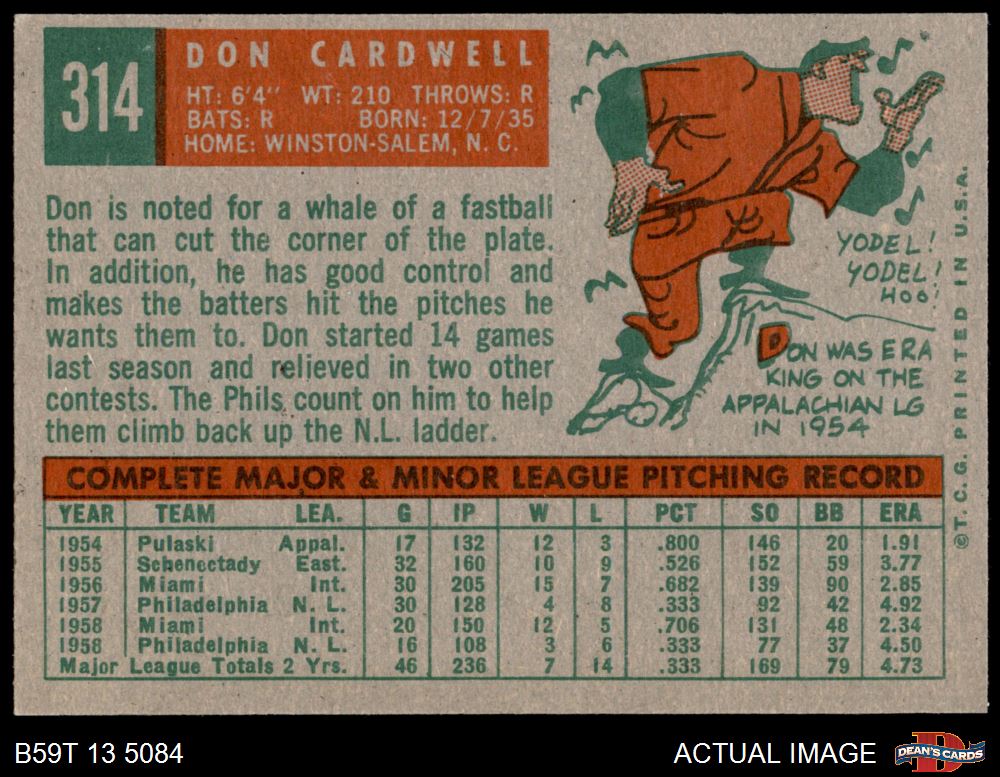 314
DON CARDWELL
HT: 6'4" WT: 210 THROWS: R
BATS: R BORN: 12/7/35
HOME: WINSTON-SALEM, N. C.
Don is noted for a whale of a fastball
that can cut the corner of the plate.
In addition, he has good control and
makes the batters hit the pitches he
wants them to. Don started 14 games
last season and relieved in two other
contests. The Phils count on him to help
them climb back up the N.L. ladder.
YODEL!
YODEL!
HOO!
DON WAS ERA
KING ON THE
APPALACHIAN LG
IN 1954
©T. C. G. PRINTED IN U.S.A.
COMPLETE MAJOR & MINOR LEAGUE PITCHING RECORD
YEAR TEAM LEA. G IP W L PCT SO BB ERA
1954 Pulaski Appal. 17 132 12 3 .800 146 20 1.91
1955 Schenectady East. 32 160 10 9 .526 152 59 3.77
1956 Miami Int. 30 205 15 7 .682 139 90 2.85
1957 Philadelphia N. L. 30 128 4 8 .333 92 42 4.92
1958 Miami Int. 20 150 12 5 .706 131 48 2.34
1958 Philadelphia N. L. 16 108 3 6 .333 77 37 4.50
Major League Totals 2 Yrs. 46 236 7 14 .333 169 79 4.73
B59T 13 5084
ACTUAL IMAGE
D
DEAN'S CARDS